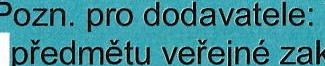 Pozn. pro dodavatele:
předmětu veřejné zak